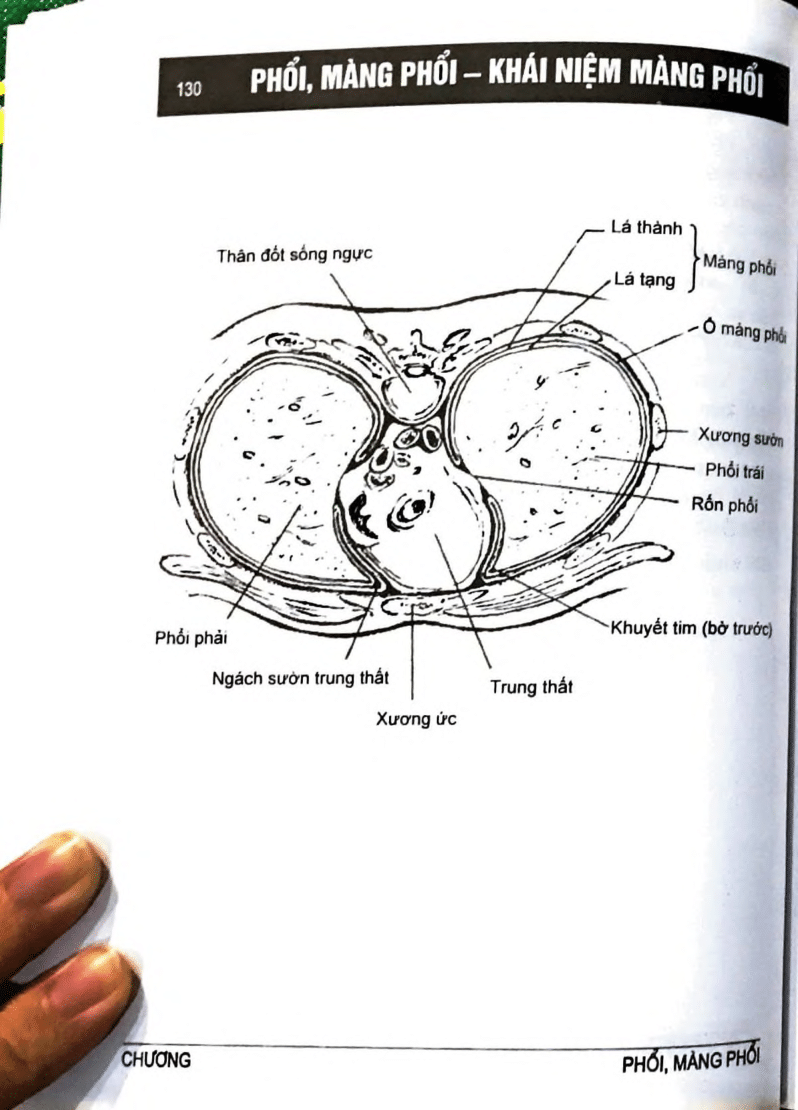 130
PHỔI, MÀNG PHỔI – KHÁI NIỆM MÀNG PHỔI
Lá thành
Thân đốt sống ngực
Màng phổi
Lá tạng
Ổ màng phổi
Xương sườn
Phổi trái
Rốn phổi
Khuyết tim (bờ trước)
Phổi phải
Ngách sườn trung thất
Trung thất
Xương ức
CHƯƠNG
PHỔI, MÀNG PHỔI